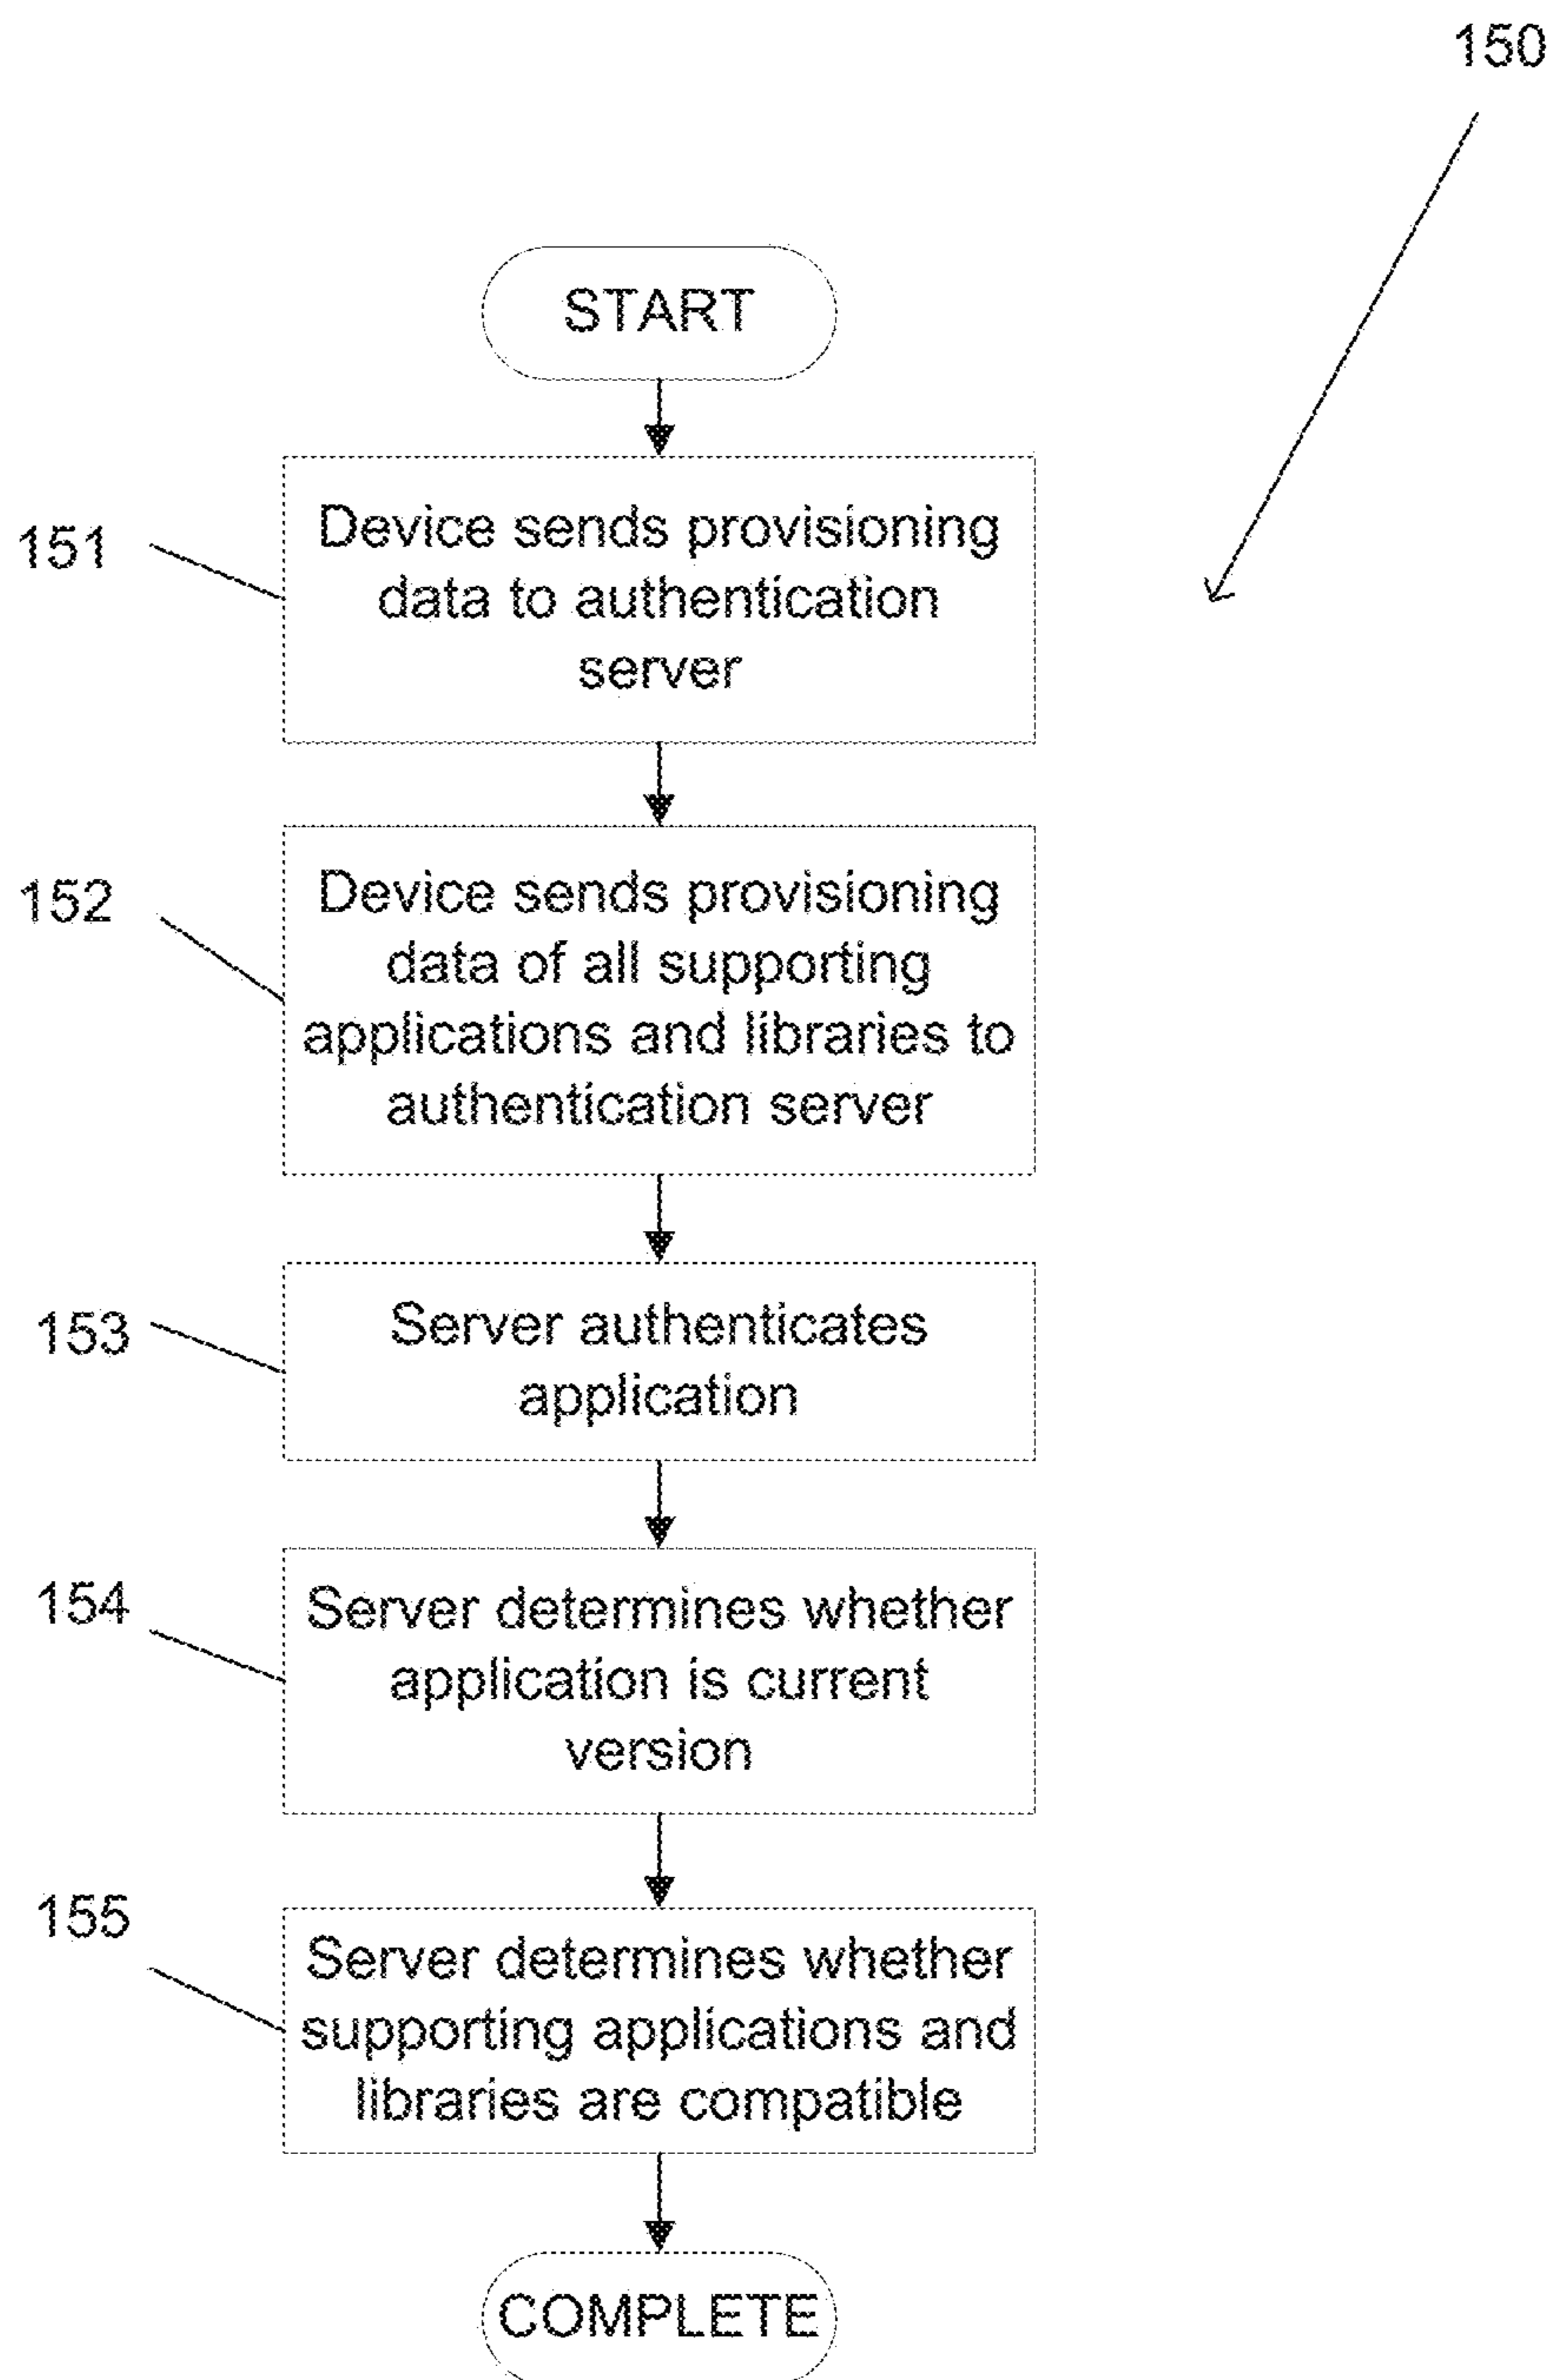 150
START
151
Device sends provisioning
data to authentication
server
152
Device sends provisioning
data of all supporting
applications and libraries to
authentication server
153
Server authenticates
application
154
Server determines whether
application is current
version
155
Server determines whether
supporting applications and
libraries are compatible
COMPLETE